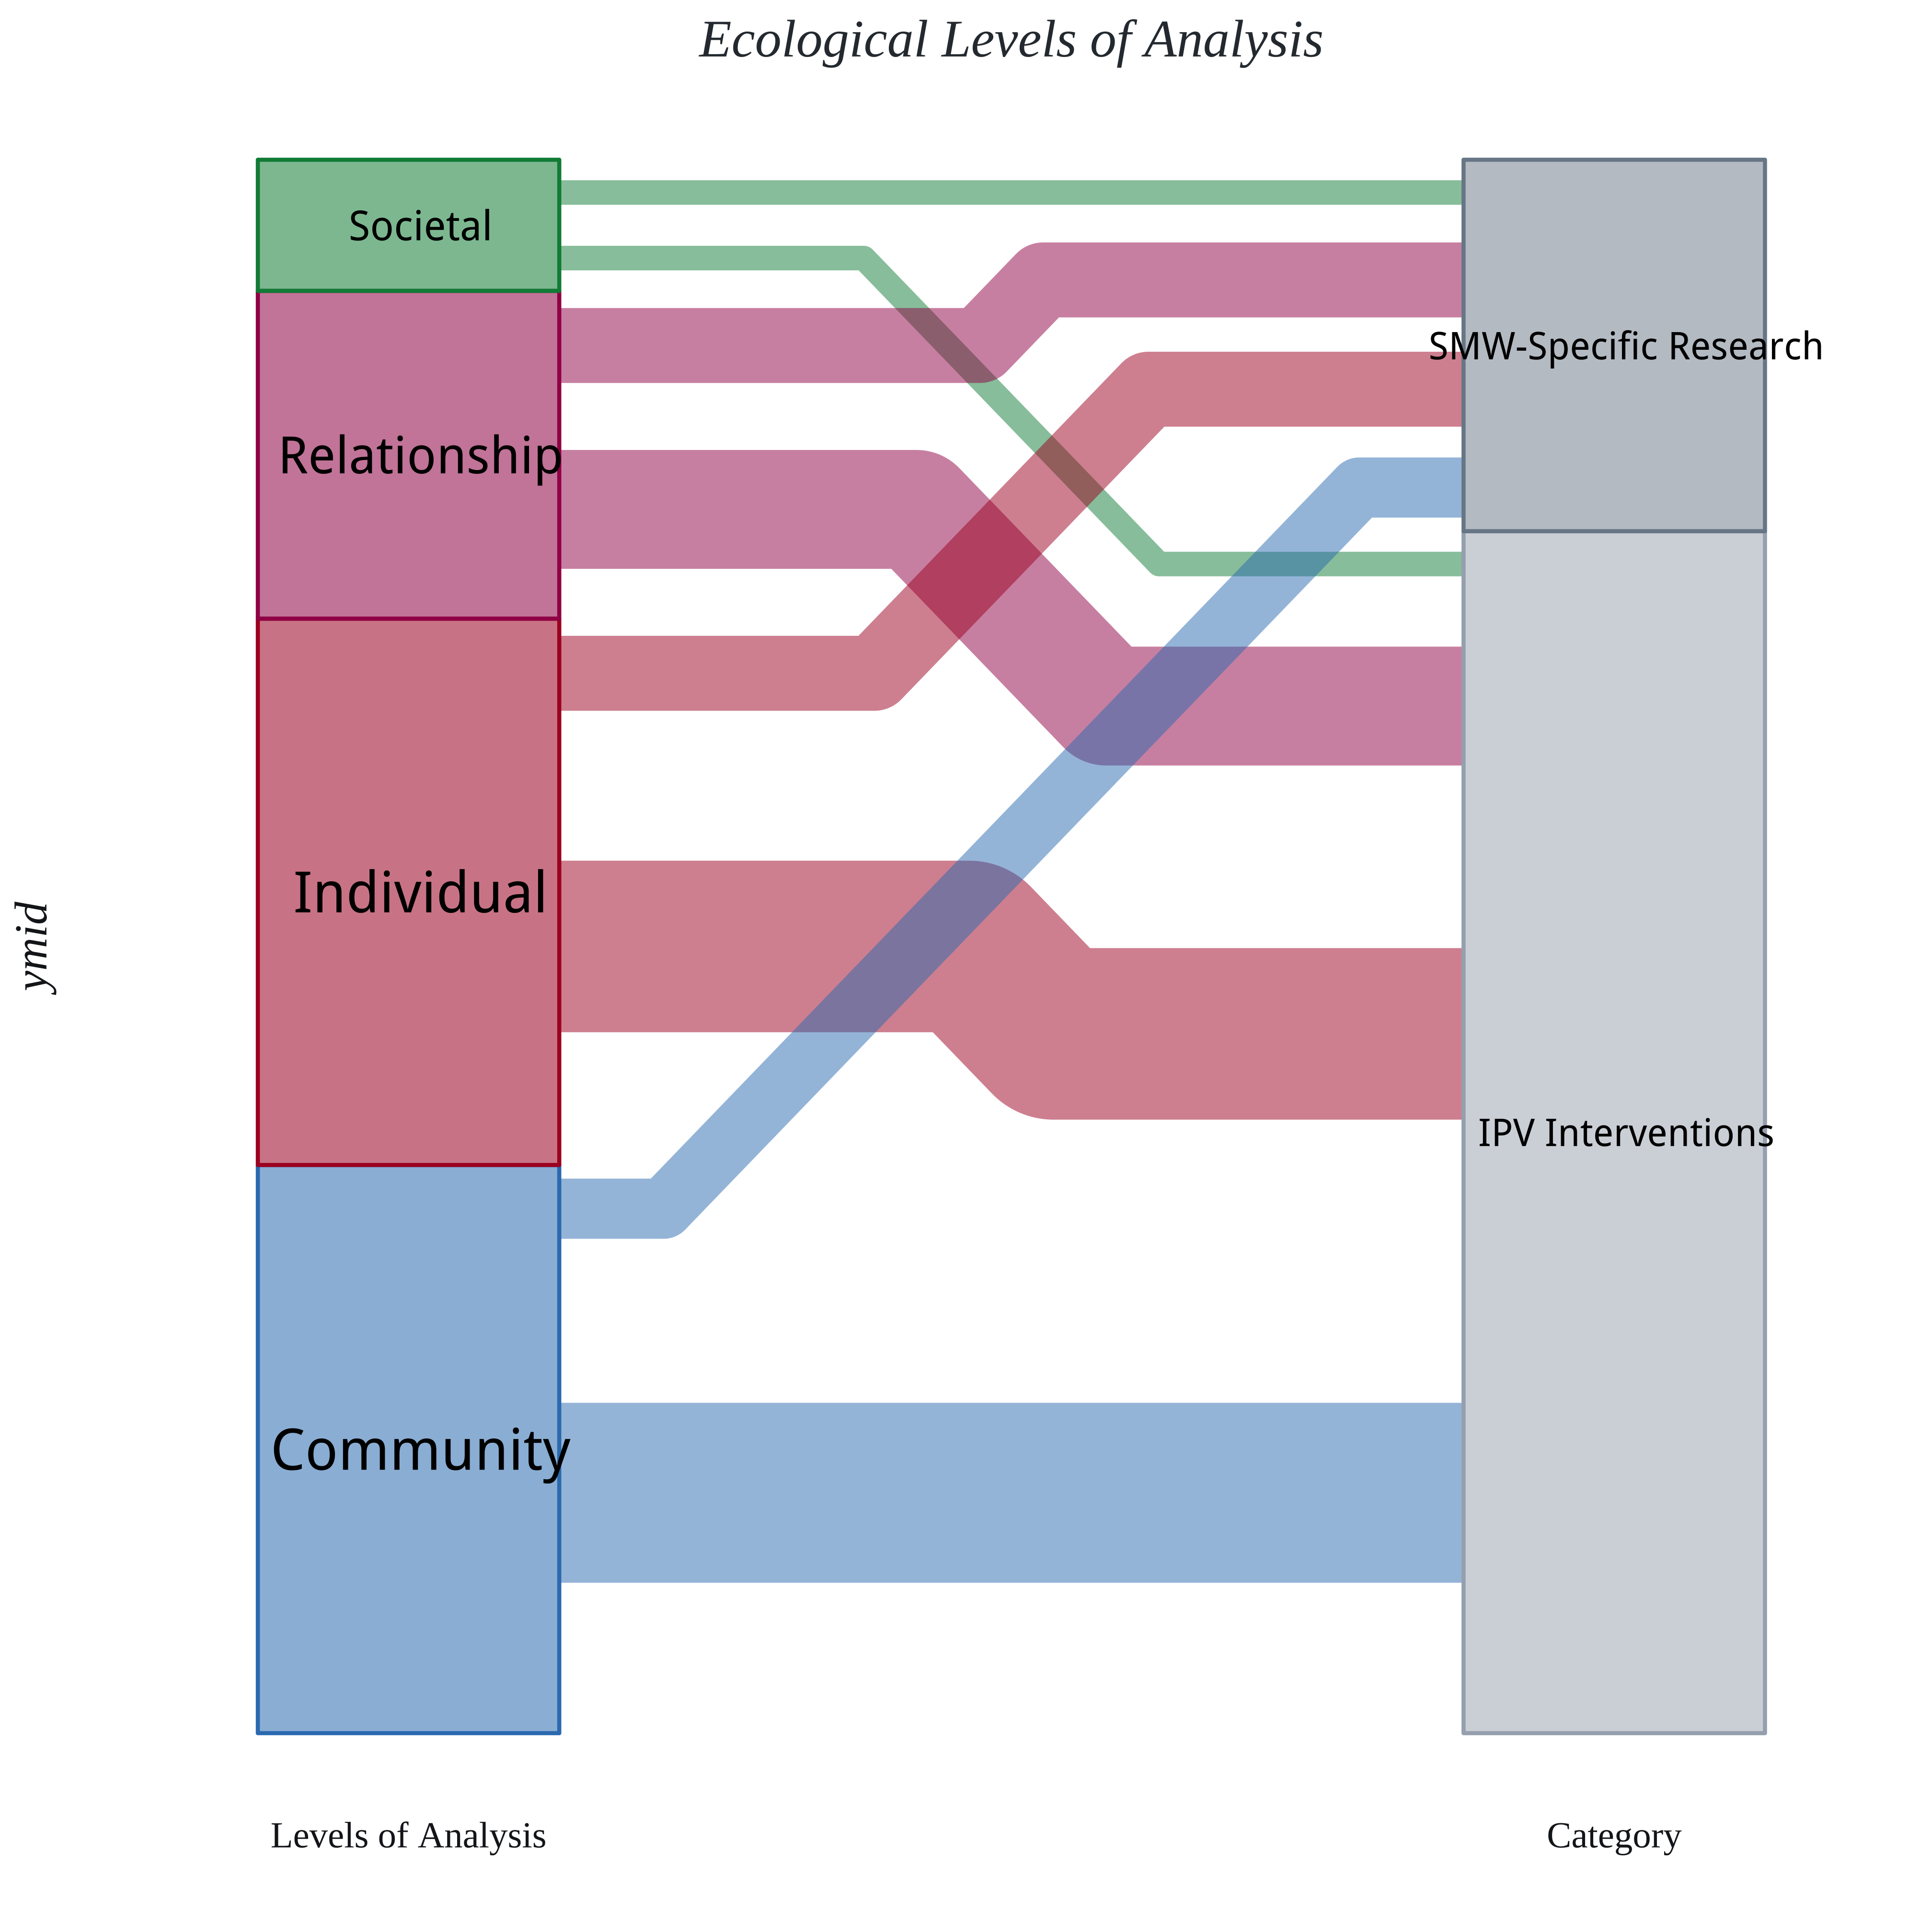 Ecological Levels of Analysis
Societal
SMW-Specific Research
Relationship
Individual
ymid
IPV Interventions
Community
Levels of Analysis
Category